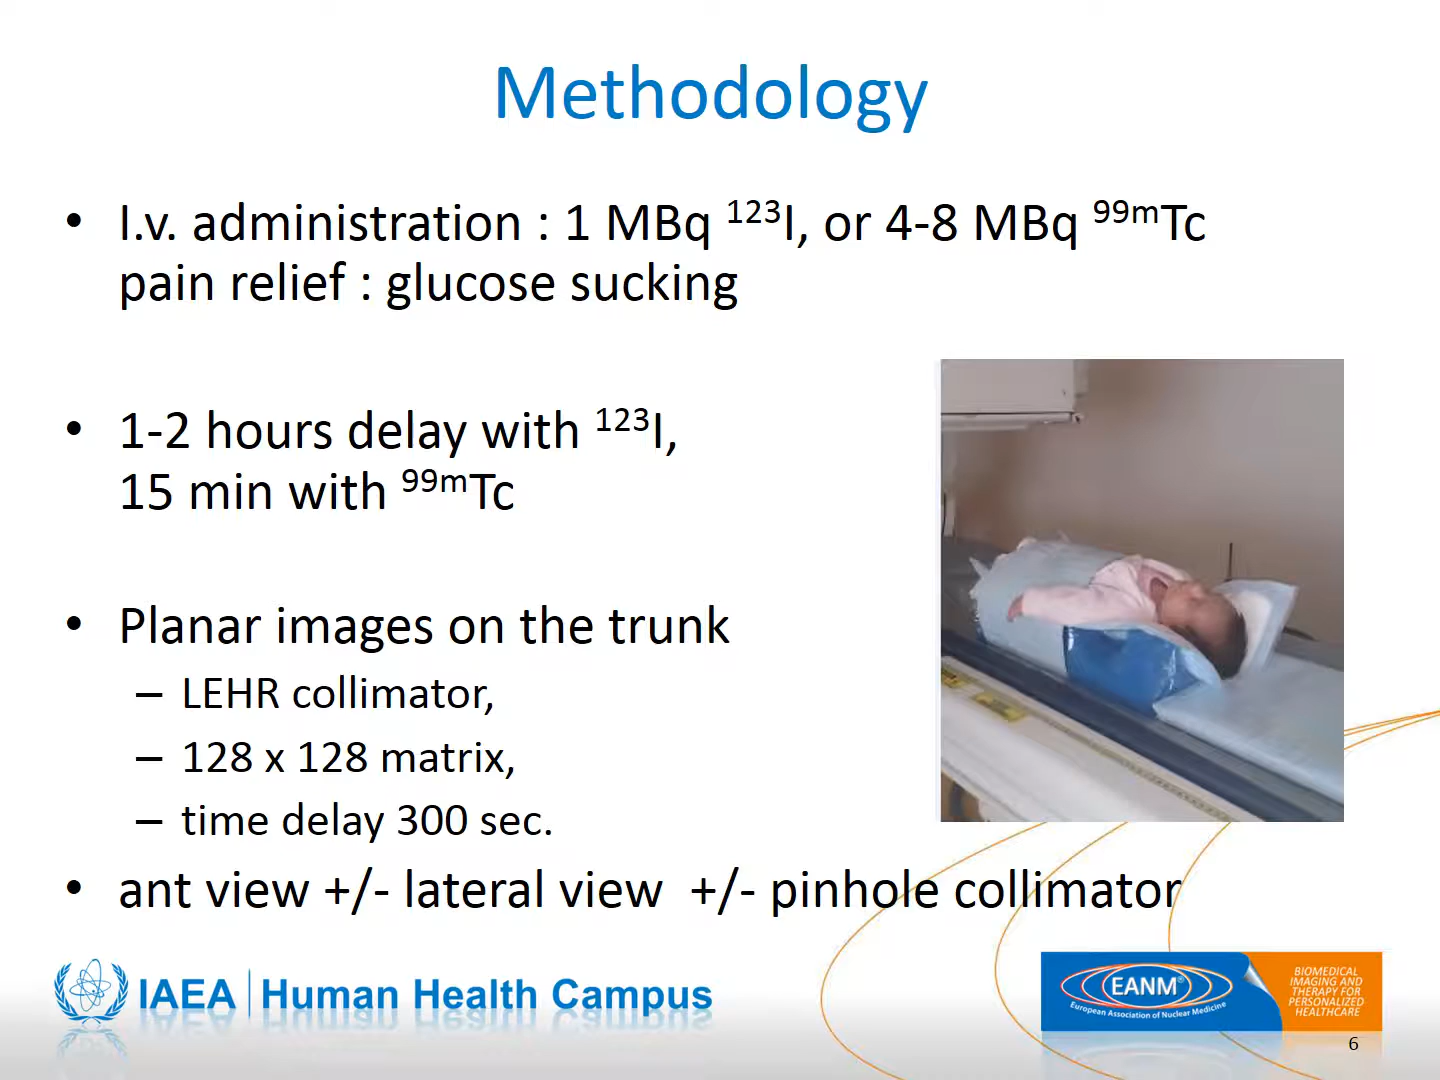 Methodology
• I.v. administration : 1 MBq ¹²³I, or 4-8 MBq ⁹⁹ᵐTc
pain relief : glucose sucking
• 1-2 hours delay with ¹²³I,
15 min with ⁹⁹ᵐTc
• Planar images on the trunk
– LEHR collimator,
– 128 x 128 matrix,
– time delay 300 sec.
• ant view +/- lateral view +/- pinhole collimator
IAEA | Human Health Campus
EANM®
European Association of Nuclear Medicine
BIOMEDICAL
IMAGING AND
THERAPY FOR
PERSONALIZED
HEALTHCARE
6